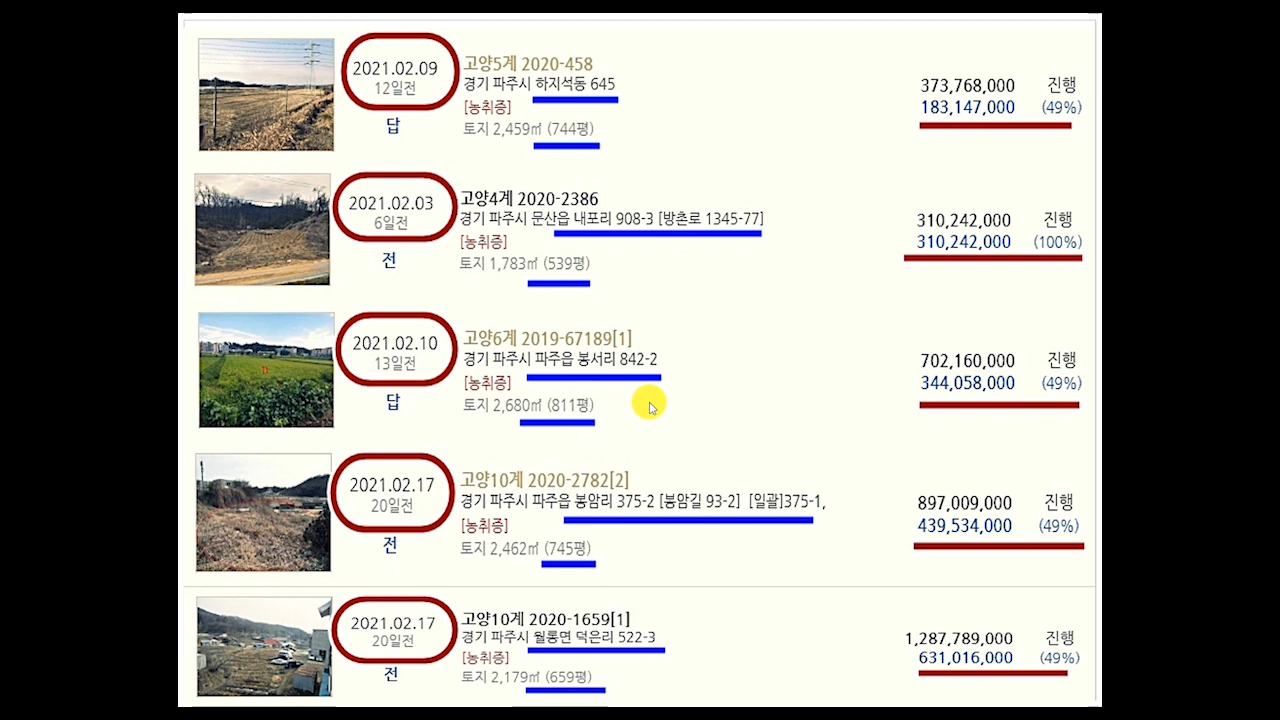 2021.02.09
12일전
답
고양5계 2020-458
경기 파주시 하지석동 645
[농취증]
토지 2,459㎡ (744평)
373,768,000 진행
183,147,000 (49%)
2021.02.03
6일전
전
고양4계 2020-2386
경기 파주시 문산읍 내포리 908-3 [방촌로 1345-77]
[농취증]
토지 1,783㎡ (539평)
310,242,000 진행
310,242,000 (100%)
2021.02.10
13일전
답
고양6계 2019-67189[1]
경기 파주시 파주읍 봉서리 842-2
[농취증]
토지 2,680㎡ (811평)
702,160,000 진행
344,058,000 (49%)
2021.02.17
20일전
전
고양10계 2020-2782[2]
경기 파주시 파주읍 봉암리 375-2 [봉암길 93-2] [일괄]375-1,
[농취증]
토지 2,462㎡ (745평)
897,009,000 진행
439,534,000 (49%)
2021.02.17
20일전
전
고양10계 2020-1659[1]
경기 파주시 월롱면 덕은리 522-3
[농취증]
토지 2,179㎡ (659평)
1,287,789,000 진행
631,016,000 (49%)